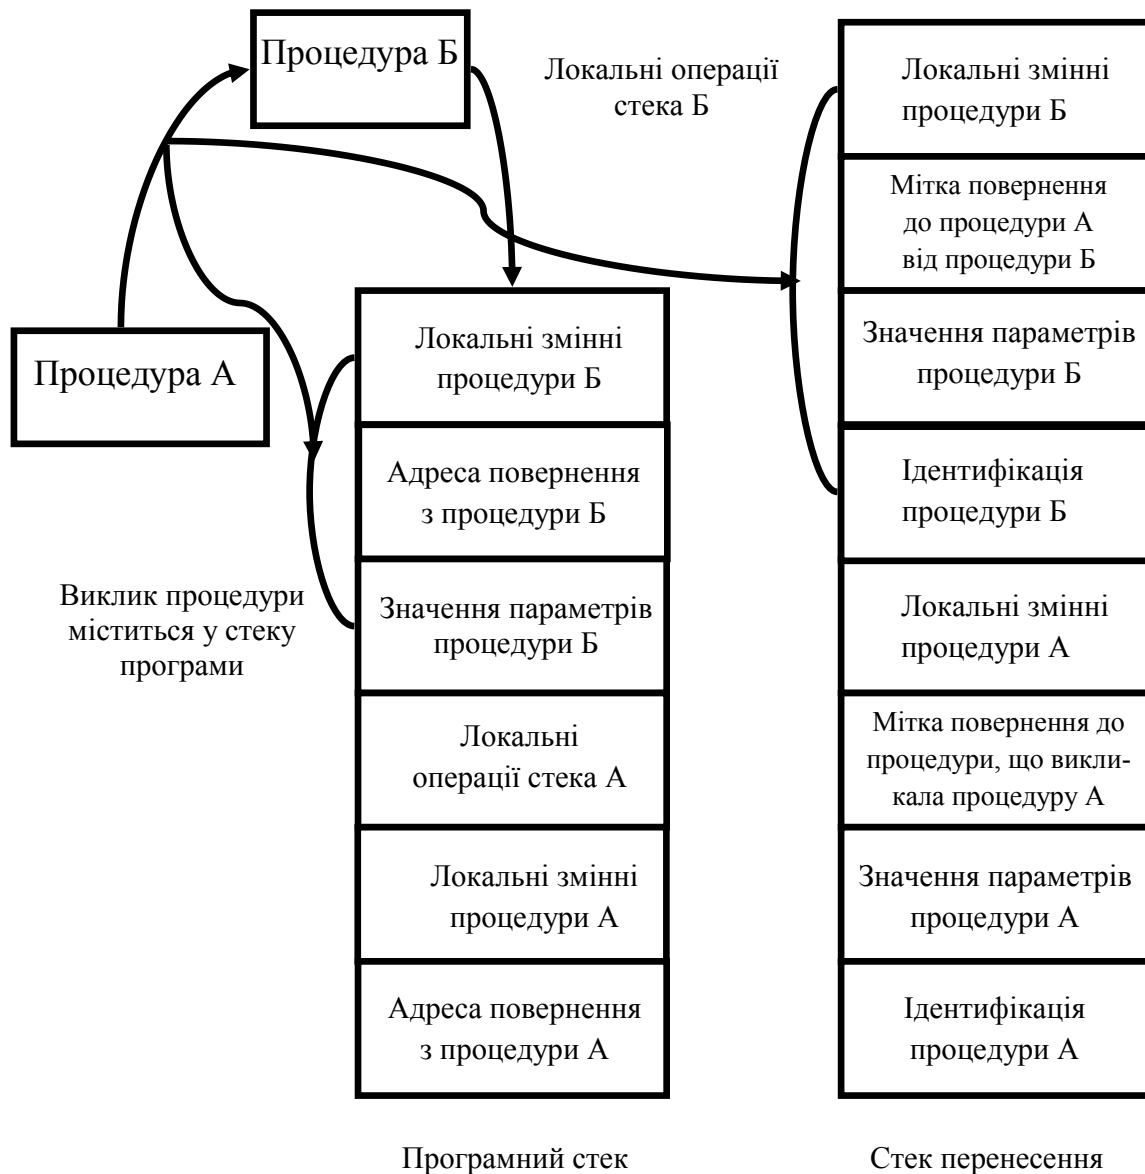 Процедура Б
Локальні операції
стека Б
Процедура А
Виклик процедури
міститься у стеку
програми
Локальні змінні
процедури Б
Адреса повернення
з процедури Б
Значення параметрів
процедури Б
Локальні
операції стека А
Локальні змінні
процедури А
Адреса повернення
з процедури А
Програмний стек
Локальні змінні
процедури Б
Мітка повернення
до процедури А
від процедури Б
Значення параметрів
процедури Б
Ідентифікація
процедури Б
Локальні змінні
процедури А
Мітка повернення до
процедури, що викли-
кала процедуру А
Значення параметрів
процедури А
Ідентифікація
процедури А
Стек перенесення